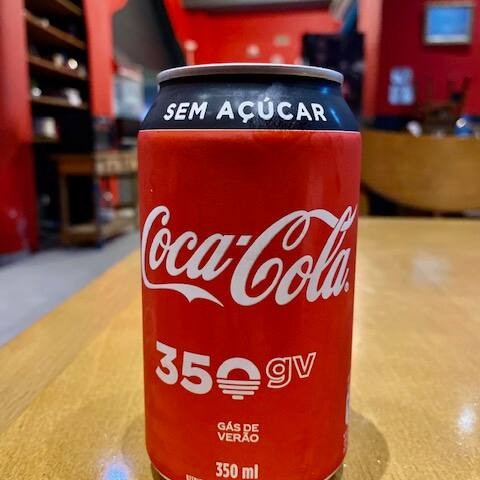 SEM AÇÚCAR
Coca-Cola
350gv
GÁS DE
VERÃO
350 ml